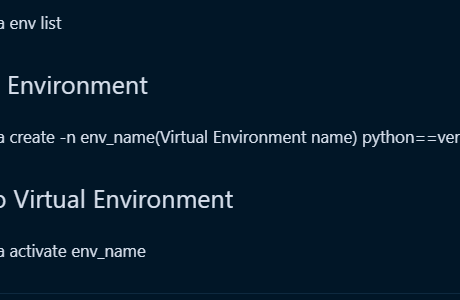 a env list
Environment
a create -n env_name(Virtual Environment name) python==ver
o Virtual Environment
a activate env_name